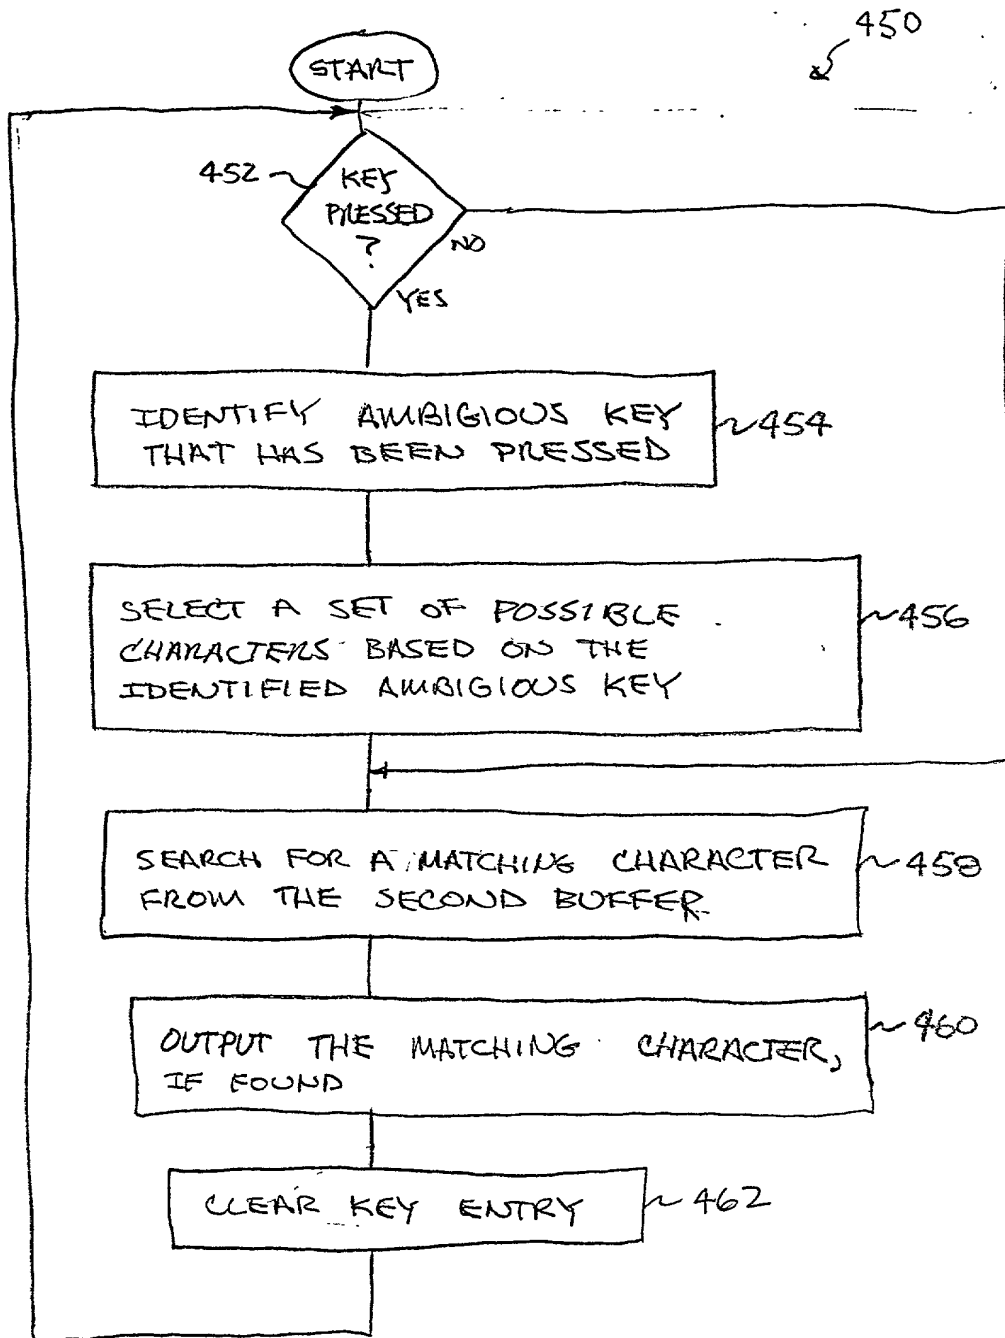 450
START
452
KEY
PRESSED
?
NO
YES
IDENTIFY AMBIGIOUS KEY
THAT HAS BEEN PRESSED
454
SELECT A SET OF POSSIBLE
CHARACTERS BASED ON THE
IDENTIFIED AMBIGIOUS KEY
456
SEARCH FOR A MATCHING CHARACTER
FROM THE SECOND BUFFER.
458
OUTPUT THE MATCHING CHARACTER,
IF FOUND
460
CLEAR KEY ENTRY
462